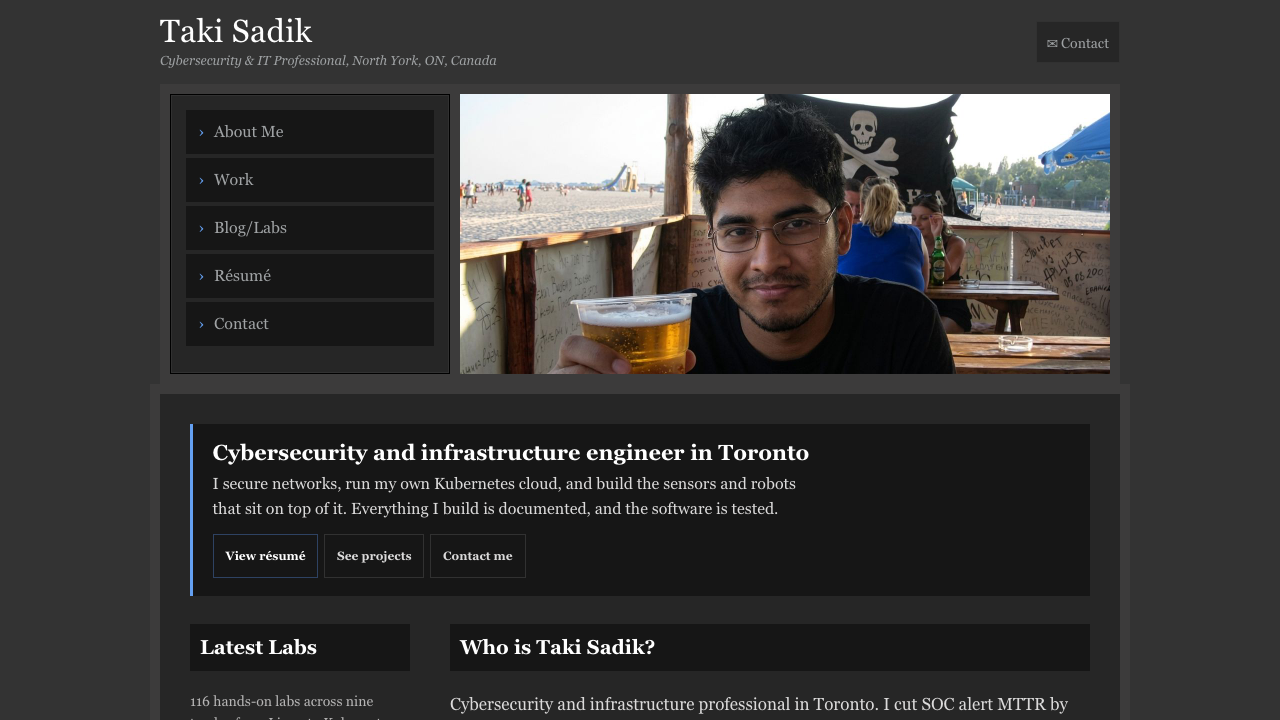 Taki Sadik
Cybersecurity & IT Professional, North York, ON, Canada
✉ Contact
› About Me
› Work
› Blog/Labs
› Résumé
› Contact
Cybersecurity and infrastructure engineer in Toronto
I secure networks, run my own Kubernetes cloud, and build the sensors and robots
that sit on top of it. Everything I build is documented, and the software is tested.
View résumé
See projects
Contact me
Latest Labs
116 hands-on labs across nine
Who is Taki Sadik?
Cybersecurity and infrastructure professional in Toronto. I cut SOC alert MTTR by